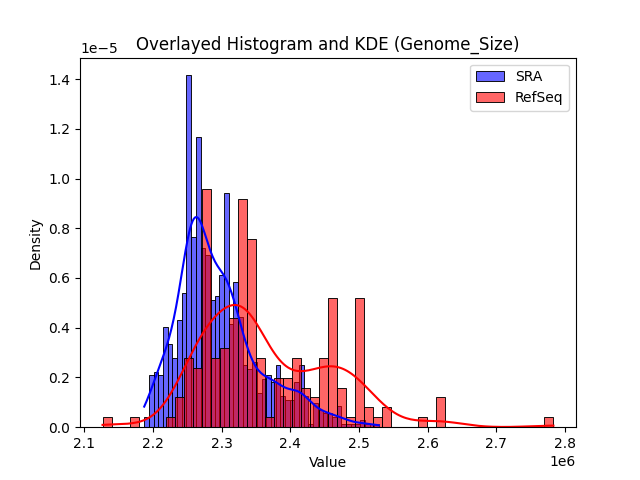 Overlayed Histogram and KDE (Genome_Size)
1e−5
SRA
RefSeq
1.4
1.2
1.0
0.8
0.6
0.4
0.2
0.0
Density
2.1 2.2 2.3 2.4 2.5 2.6 2.7 2.8
Value
1e6